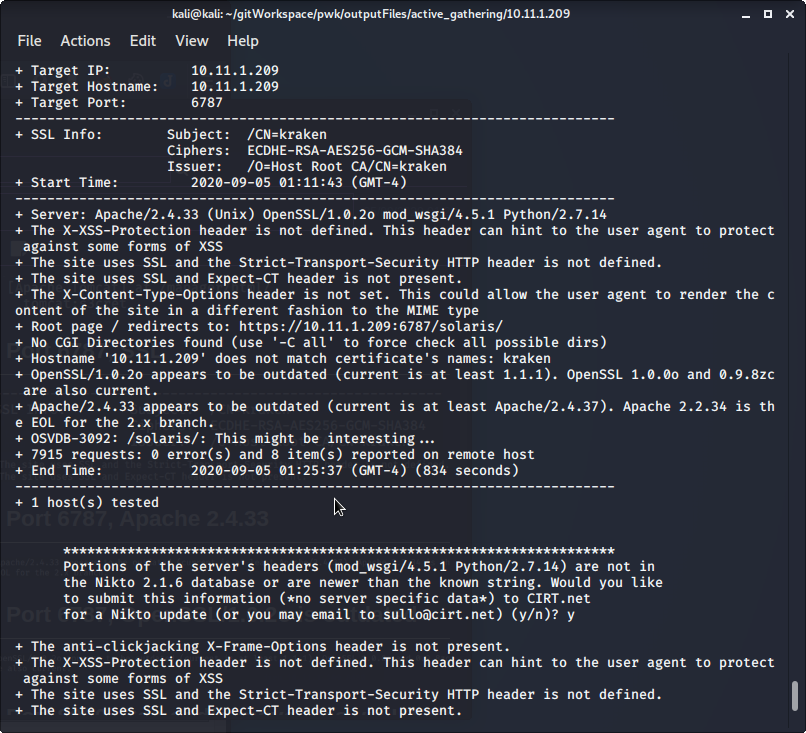 kali@kali: ~/gitWorkspace/pwk/outputFiles/active_gathering/10.11.1.209
File Actions Edit View Help
+ Target IP: 10.11.1.209
+ Target Hostname: 10.11.1.209
+ Target Port: 6787
---------------------------------------------------------------------------
+ SSL Info: Subject: /CN=kraken
Ciphers: ECDHE-RSA-AES256-GCM-SHA384
Issuer: /O=Host Root CA/CN=kraken
+ Start Time: 2020-09-05 01:11:43 (GMT-4)
---------------------------------------------------------------------------
+ Server: Apache/2.4.33 (Unix) OpenSSL/1.0.2o mod_wsgi/4.5.1 Python/2.7.14
+ The X-XSS-Protection header is not defined. This header can hint to the user agent to protect
against some forms of XSS
+ The site uses SSL and the Strict-Transport-Security HTTP header is not defined.
+ The site uses SSL and Expect-CT header is not present.
+ The X-Content-Type-Options header is not set. This could allow the user agent to render the c
ontent of the site in a different fashion to the MIME type
+ Root page / redirects to: https://10.11.1.209:6787/solaris/
+ No CGI Directories found (use '-C all' to force check all possible dirs)
+ Hostname '10.11.1.209' does not match certificate's names: kraken
+ OpenSSL/1.0.2o appears to be outdated (current is at least 1.1.1). OpenSSL 1.0.0o and 0.9.8zc
are also current.
+ Apache/2.4.33 appears to be outdated (current is at least Apache/2.4.37). Apache 2.2.34 is th
e EOL for the 2.x branch.
+ OSVDB-3092: /solaris/: This might be interesting...
+ 7915 requests: 0 error(s) and 8 item(s) reported on remote host
+ End Time: 2020-09-05 01:25:37 (GMT-4) (834 seconds)
---------------------------------------------------------------------------
+ 1 host(s) tested
Port 6787, Apache 2.4.33
*********************************************************************
Portions of the server's headers (mod_wsgi/4.5.1 Python/2.7.14) are not in
the Nikto 2.1.6 database or are newer than the known string. Would you like
to submit this information (*no server specific data*) to CIRT.net
for a Nikto update (or you may email to sullo@cirt.net) (y/n)? y
+ The anti-clickjacking X-Frame-Options header is not present.
+ The X-XSS-Protection header is not defined. This header can hint to the user agent to protect
against some forms of XSS
+ The site uses SSL and the Strict-Transport-Security HTTP header is not defined.
+ The site uses SSL and Expect-CT header is not present.